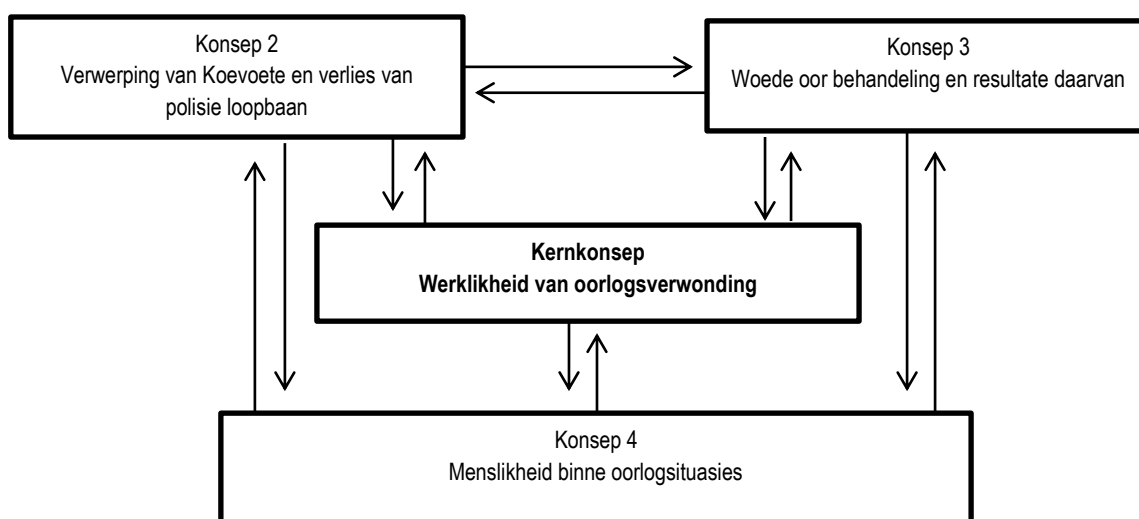 Konsep 2
Verwerping van Koevoete en verlies van
polisie loopbaan
Konsep 3
Woede oor behandeling en resultate daarvan
Kernkonsep
Werklikheid van oorlogsverwonding
Konsep 4
Menslikheid binne oorlogsituasies